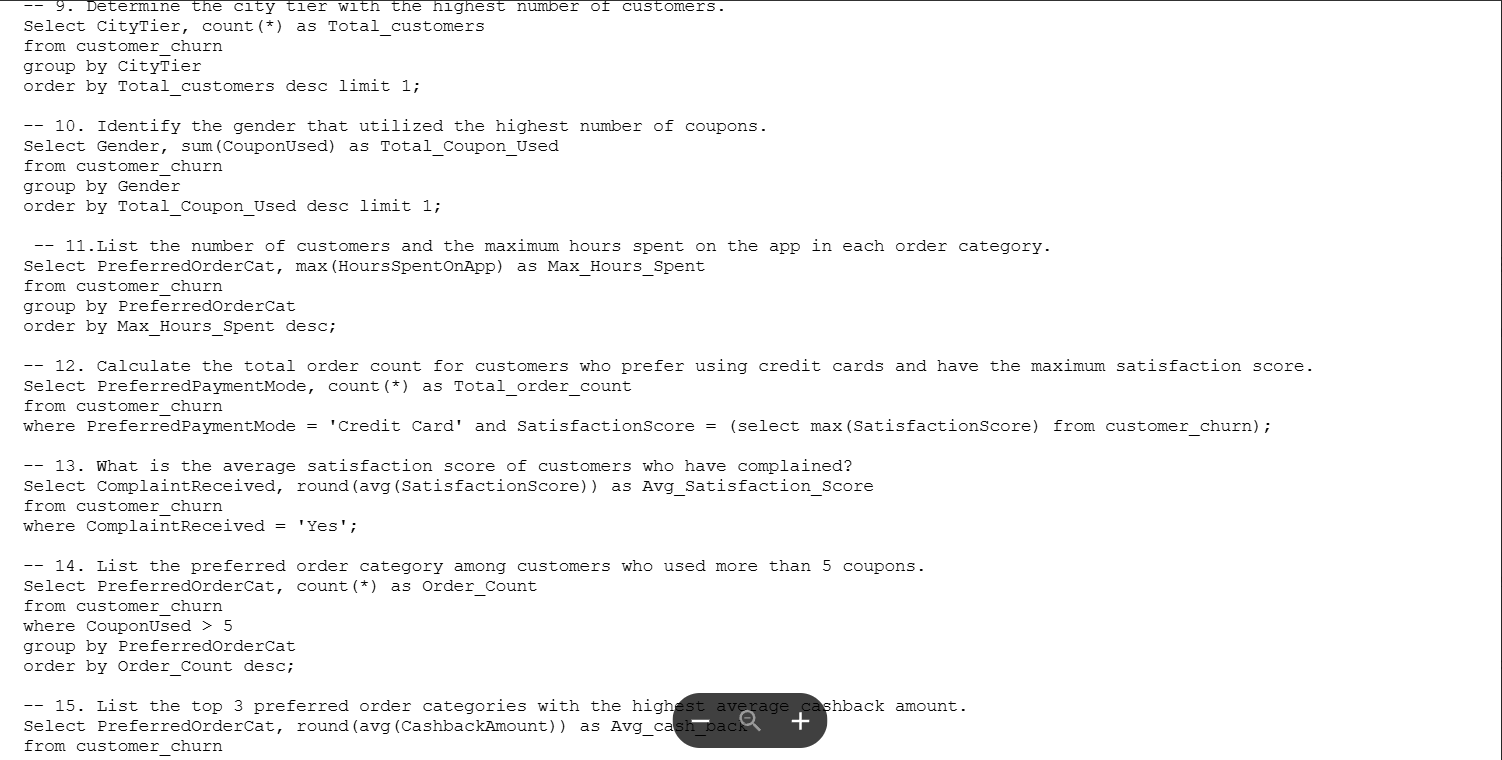 -- 9. Determine the city tier with the highest number of customers.
Select CityTier, count(*) as Total_customers
from customer_churn
group by CityTier
order by Total_customers desc limit 1;
-- 10. Identify the gender that utilized the highest number of coupons.
Select Gender, sum(CouponUsed) as Total_Coupon_Used
from customer_churn
group by Gender
order by Total_Coupon_Used desc limit 1;
-- 11.List the number of customers and the maximum hours spent on the app in each order category.
Select PreferredOrderCat, max(HoursSpentOnApp) as Max_Hours_Spent
from customer_churn
group by PreferredOrderCat
order by Max_Hours_Spent desc;
-- 12. Calculate the total order count for customers who prefer using credit cards and have the maximum satisfaction score.
Select PreferredPaymentMode, count(*) as Total_order_count
from customer_churn
where PreferredPaymentMode = 'Credit Card' and SatisfactionScore = (select max(SatisfactionScore) from customer_churn);
-- 13. What is the average satisfaction score of customers who have complained?
Select ComplaintReceived, round(avg(SatisfactionScore)) as Avg_Satisfaction_Score
from customer_churn
where ComplaintReceived = 'Yes';
-- 14. List the preferred order category among customers who used more than 5 coupons.
Select PreferredOrderCat, count(*) as Order_Count
from customer_churn
where CouponUsed > 5
group by PreferredOrderCat
order by Order_Count desc;
-- 15. List the top 3 preferred order categories with the highest average cashback amount.
Select PreferredOrderCat, round(avg(CashbackAmount)) as Avg_cash_back
from customer_churn